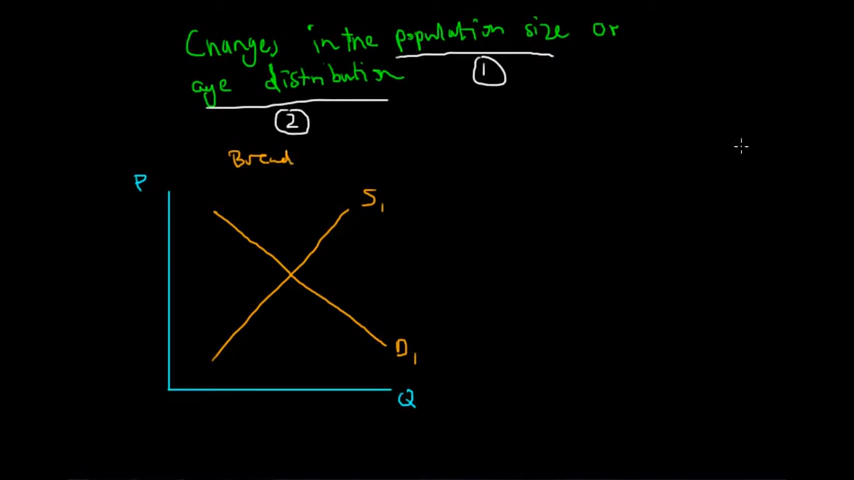 Changes in the population size or
age distribution
1
2
Bread
P
S1
D1
Q